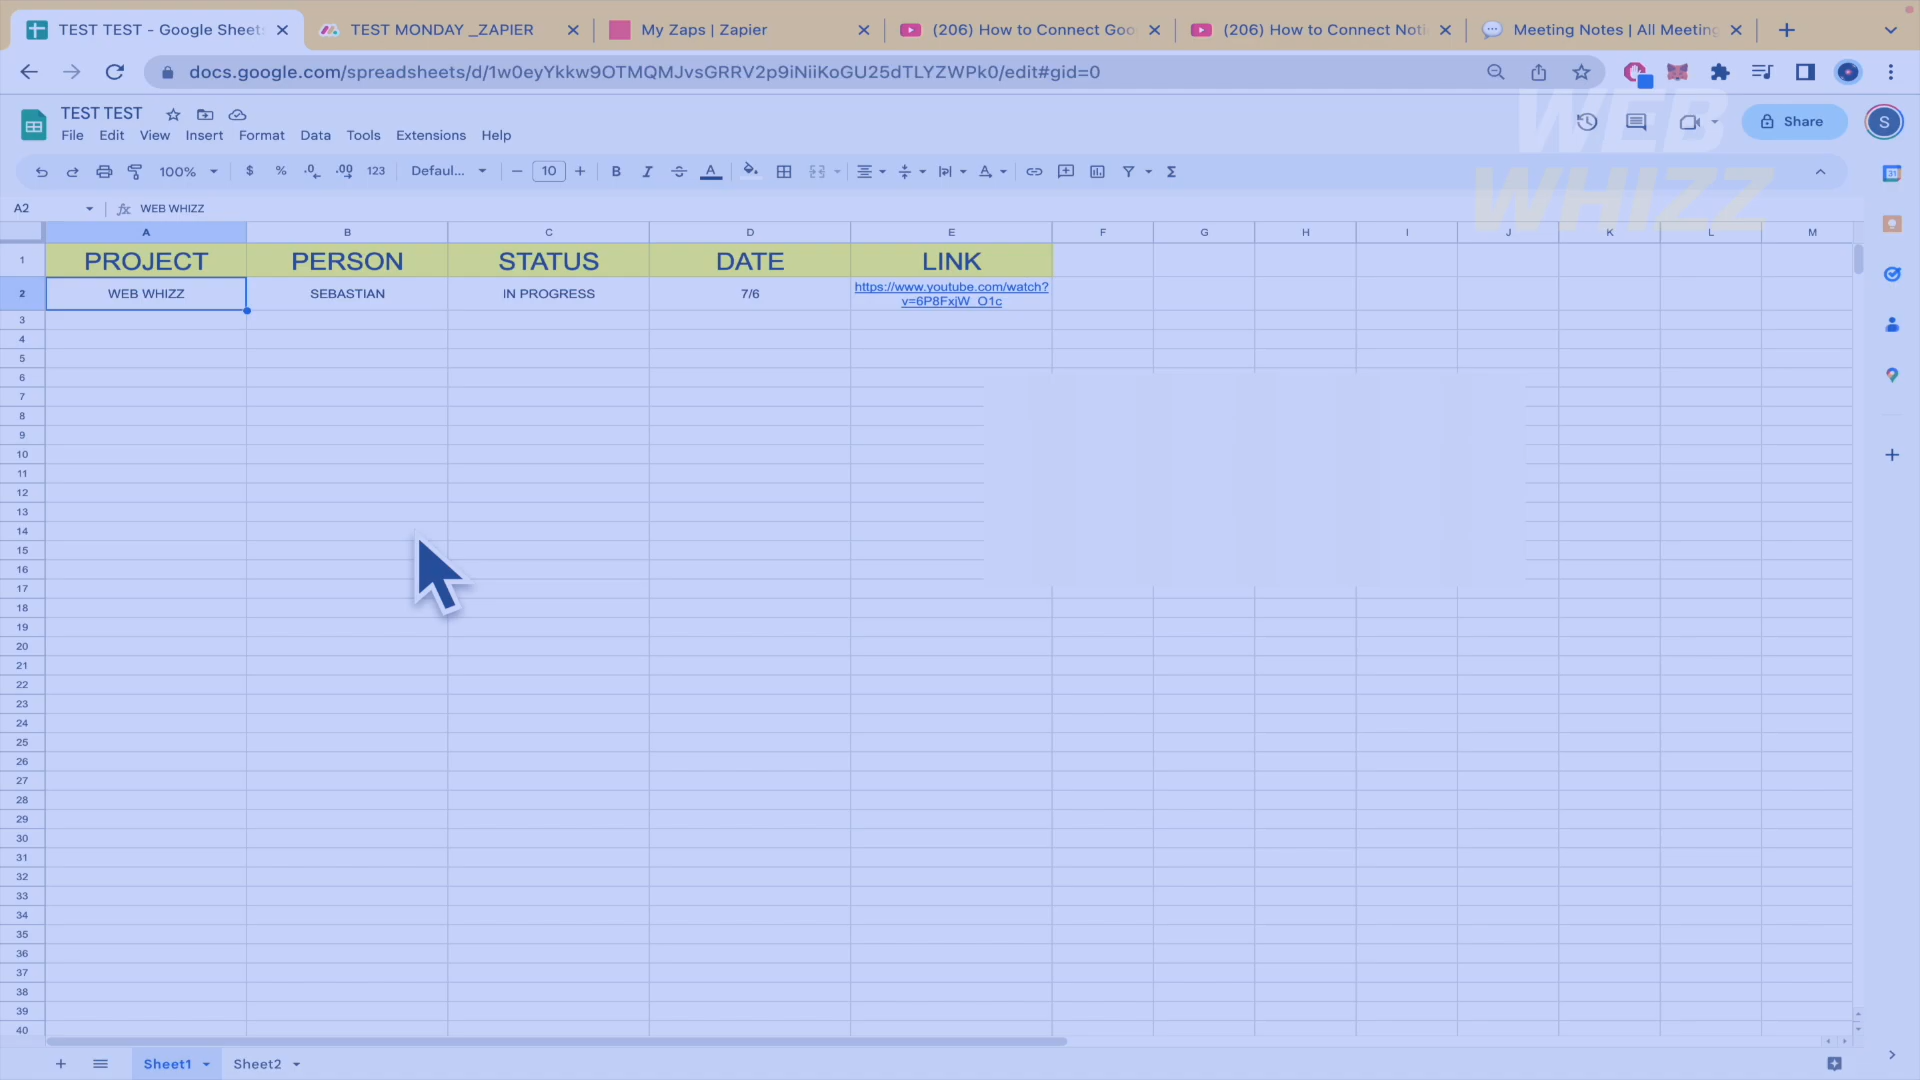 TEST TEST - Google Sheets
TEST MONDAY _ZAPIER
My Zaps | Zapier
(206) How to Connect Goo
(206) How to Connect Noti
Meeting Notes | All Meeting
docs.google.com/spreadsheets/d/1w0eyYkkw9OTMQMJvsGRRV2p9iNiiKoGU25dTLYZWPk0/edit#gid=0
TEST TEST
File Edit View Insert Format Data Tools Extensions Help
Share
S
WEB
WHIZZ
100% $ % .0 .00 123 Defaul... 10 B I A
31
A2 fx WEB WHIZZ
A B C D E F G H I J K L M
1 PROJECT PERSON STATUS DATE LINK
2 WEB WHIZZ SEBASTIAN IN PROGRESS 7/6 https://www.youtube.com/watch?
v=6P8FxjW_O1c
3
4
5
6
7
8
9
10
11
12
13
14
15
16
17
18
19
20
21
22
23
24
25
26
27
28
29
30
31
32
33
34
35
36
37
38
39
40
Sheet1 Sheet2